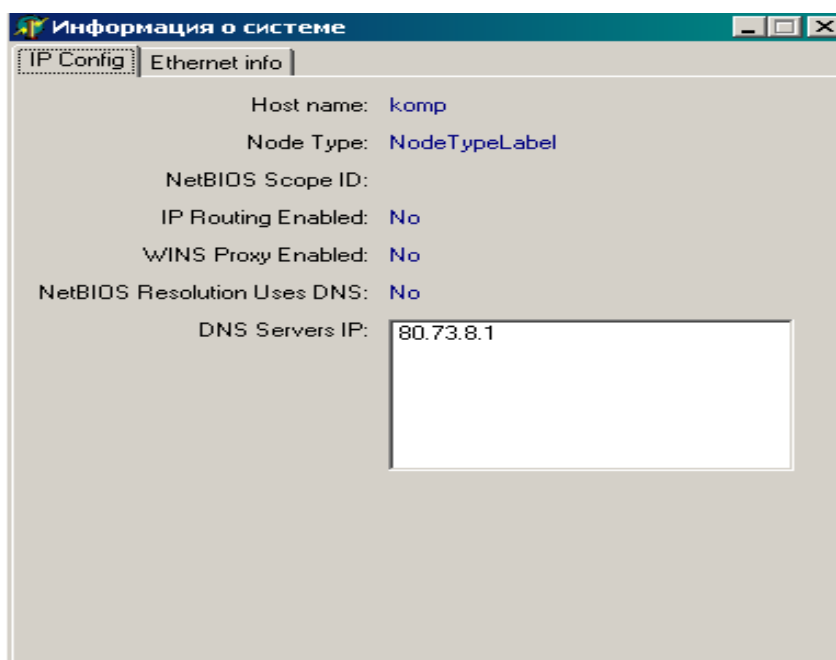 Информация о системе
IP Config Ethernet info
Host name: komp
Node Type: NodeTypeLabel
NetBIOS Scope ID:
IP Routing Enabled: No
WINS Proxy Enabled: No
NetBIOS Resolution Uses DNS: No
DNS Servers IP: 80.73.8.1